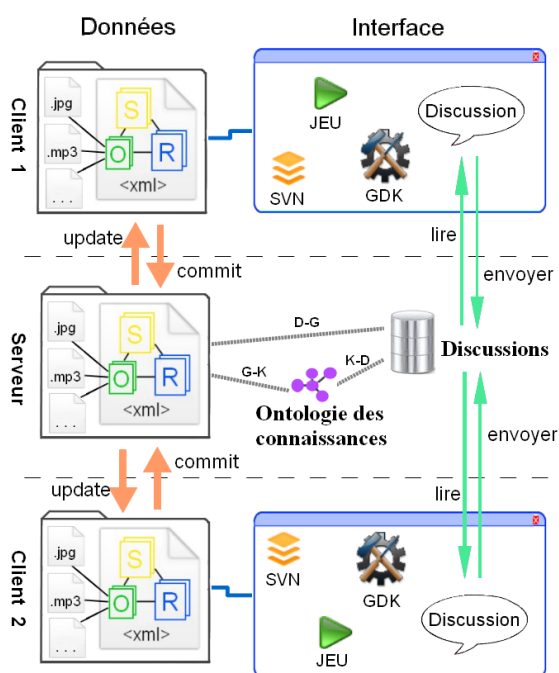 Données
Interface
Client 1
.jpg
.mp3
. . .
S
O
R
<xml>
JEU
SVN
GDK
Discussion
update
commit
lire
envoyer
Serveur
.jpg
.mp3
. . .
S
O
R
<xml>
D-G
G-K
K-D
Ontologie des
connaissances
Discussions
update
commit
lire
envoyer
Client 2
.jpg
.mp3
. . .
S
O
R
<xml>
SVN
GDK
JEU
Discussion